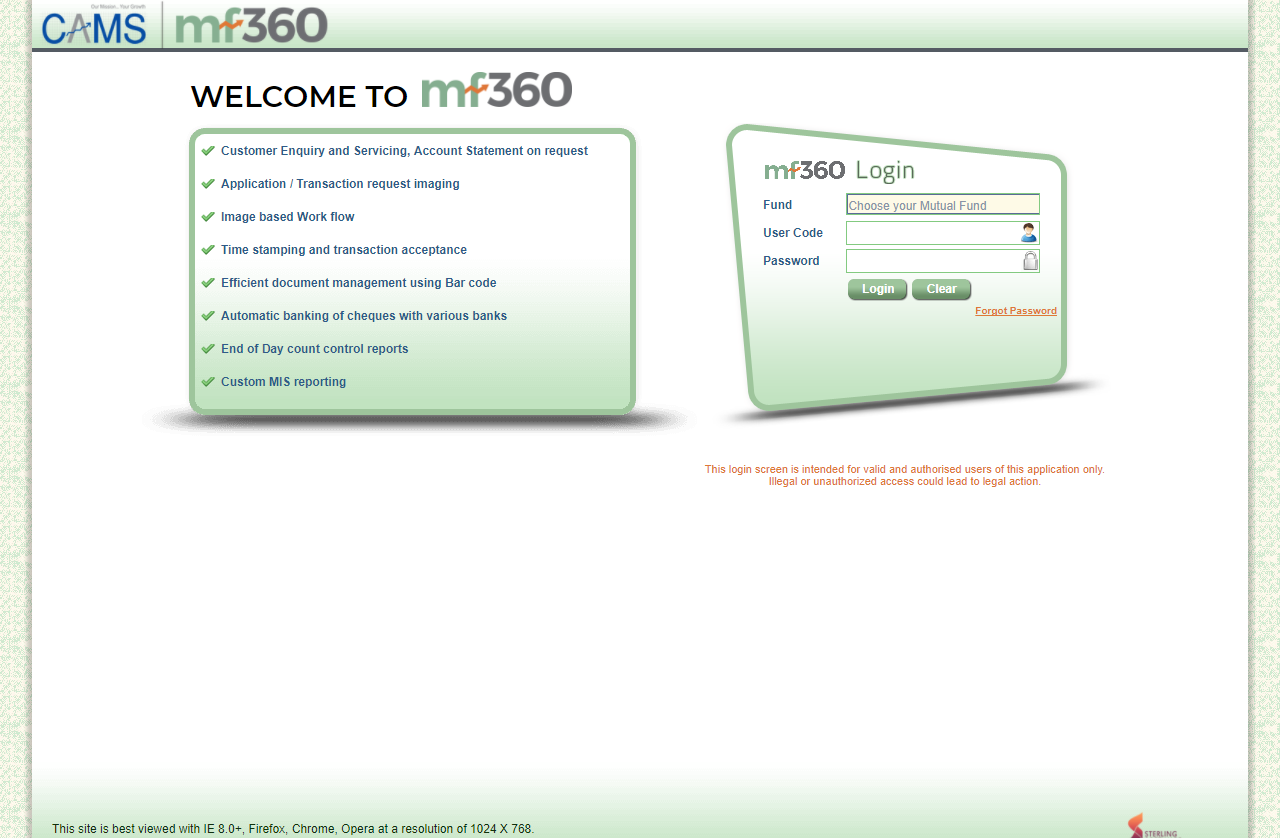 Our Mission... Your Growth
CAMS mf360
WELCOME TO mf360
Customer Enquiry and Servicing, Account Statement on request
Application / Transaction request imaging
Image based Work flow
Time stamping and transaction acceptance
Efficient document management using Bar code
Automatic banking of cheques with various banks
End of Day count control reports
Custom MIS reporting
mf360 Login
Fund Choose your Mutual Fund
User Code
Password
Login Clear
Forgot Password
This login screen is intended for valid and authorised users of this application only.
Illegal or unauthorized access could lead to legal action.
This site is best viewed with IE 8.0+, Firefox, Chrome, Opera at a resolution of 1024 X 768.
STERLING